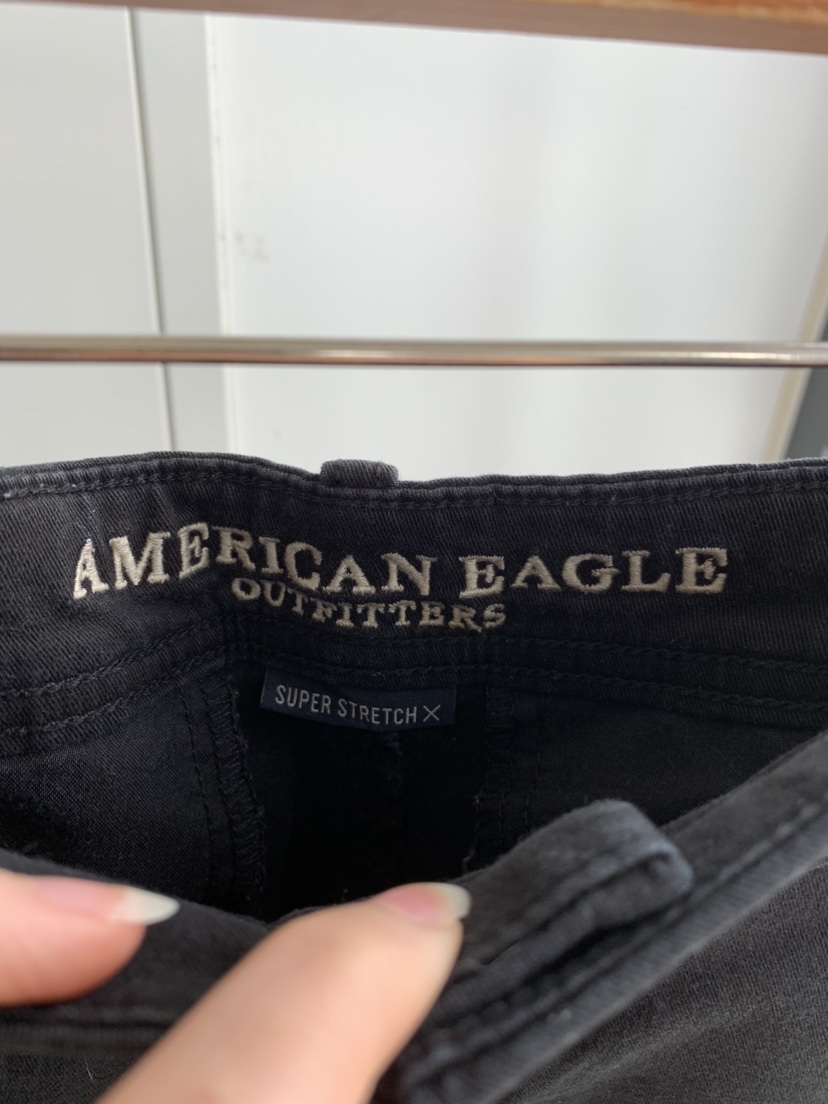 AMERICAN EAGLE
OUTFITTERS
SUPER STRETCH X